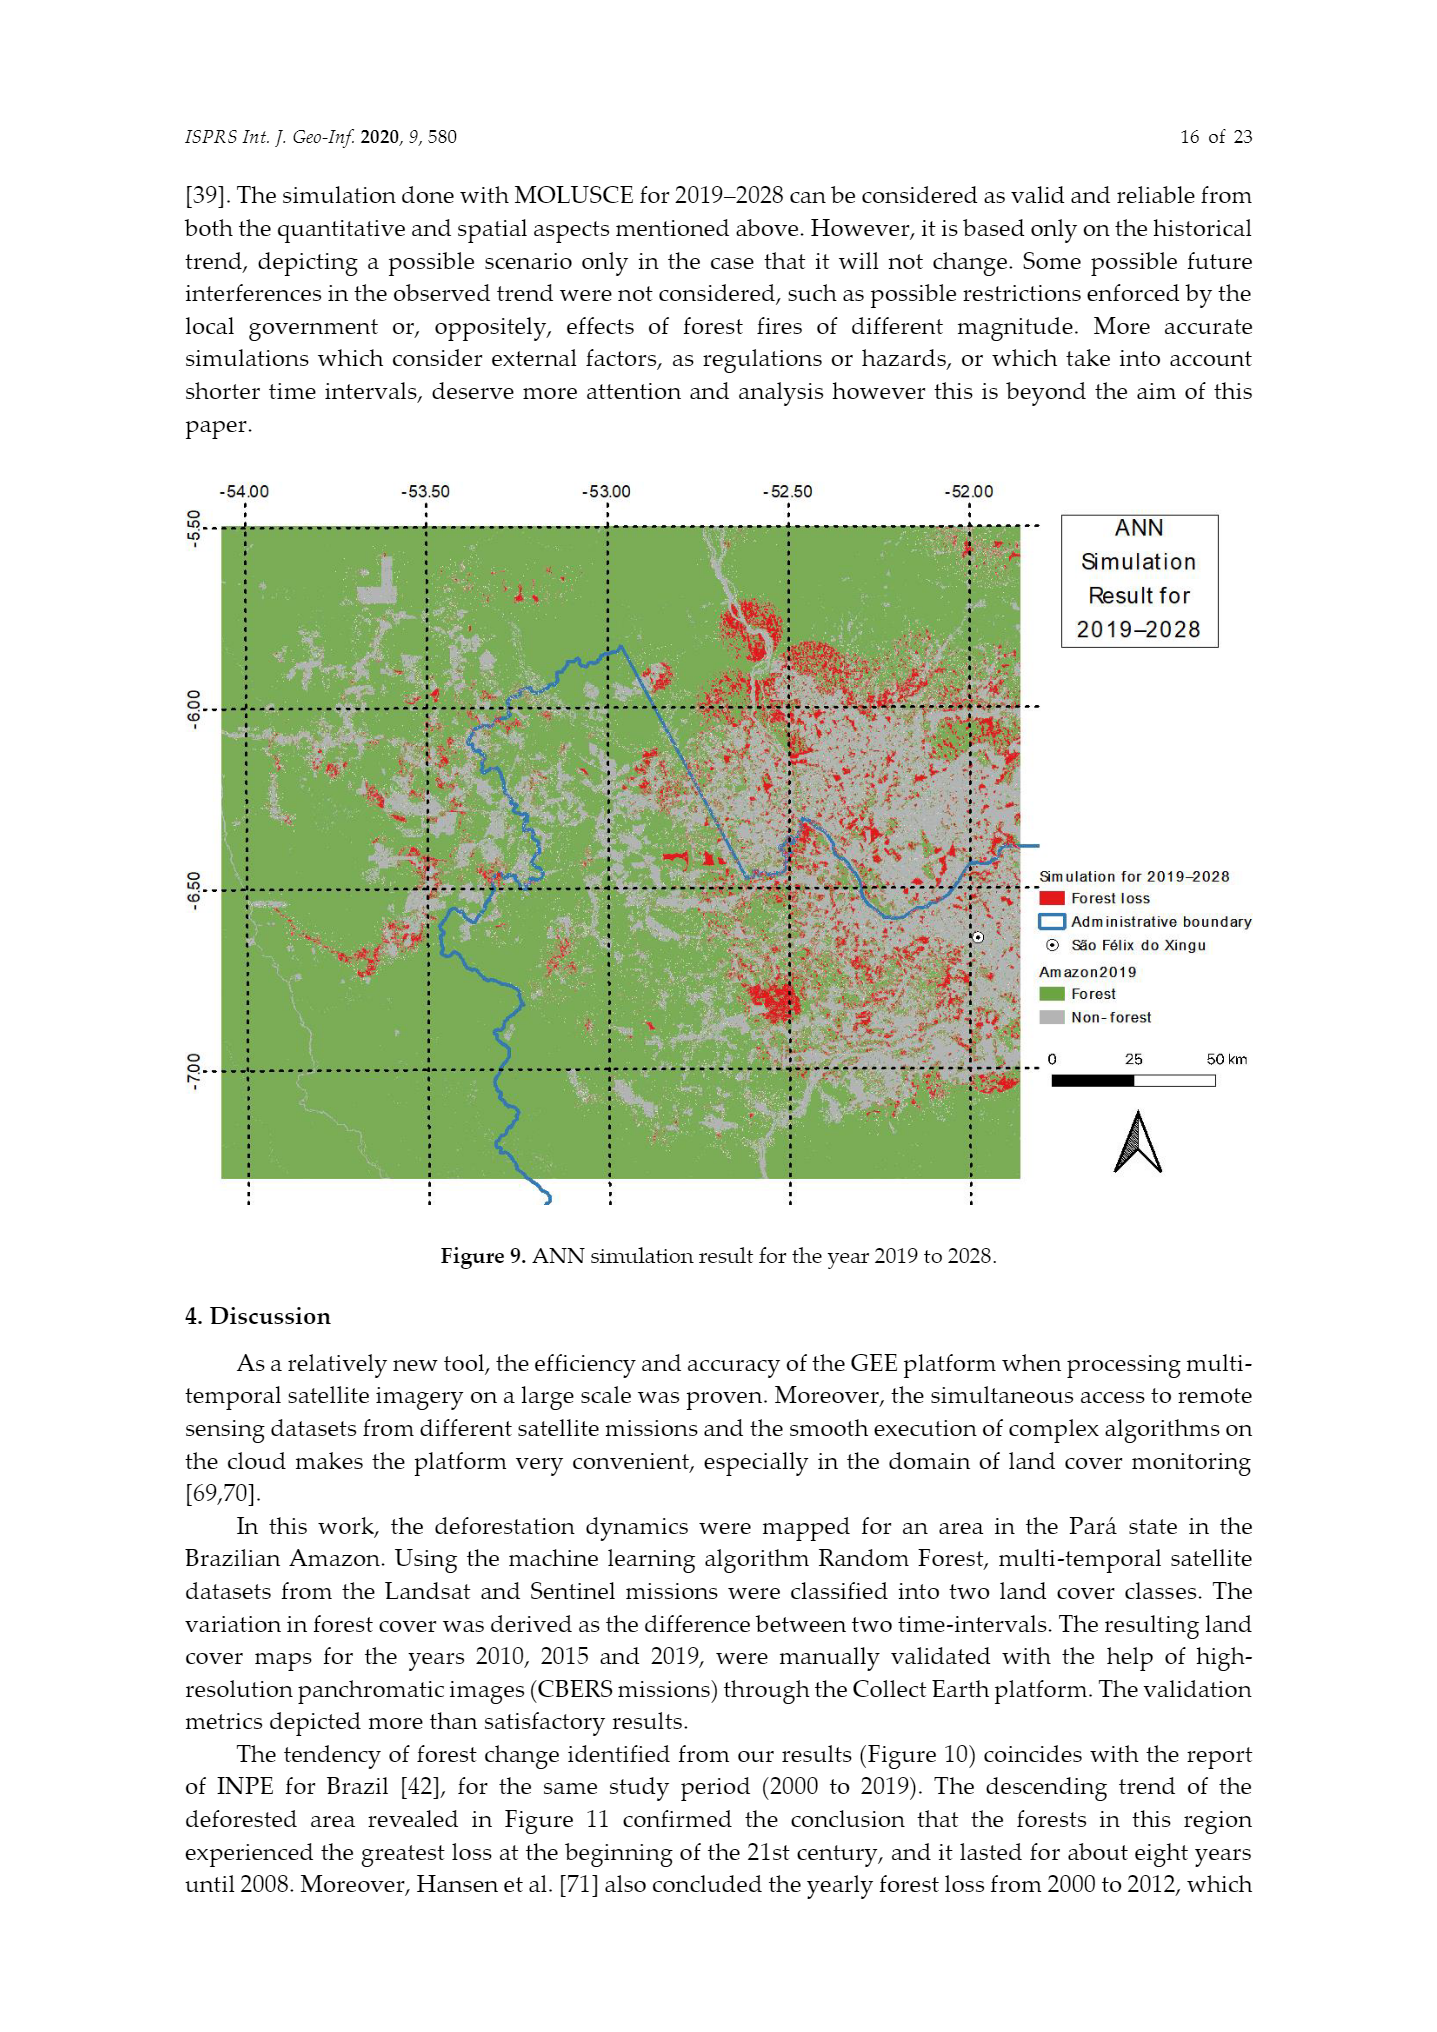 ISPRS Int. J. Geo-Inf. 2020, 9, 580
16 of 23
[39]. The simulation done with MOLUSCE for 2019–2028 can be considered as valid and reliable from
both the quantitative and spatial aspects mentioned above. However, it is based only on the historical
trend, depicting a possible scenario only in the case that it will not change. Some possible future
interferences in the observed trend were not considered, such as possible restrictions enforced by the
local government or, oppositely, effects of forest fires of different magnitude. More accurate
simulations which consider external factors, as regulations or hazards, or which take into account
shorter time intervals, deserve more attention and analysis however this is beyond the aim of this
paper.
-54.00 -53.50 -53.00 -52.50 -52.00
-5.50
-6.00
-6.50
-7.00
ANN
Simulation
Result for
2019–2028
Simulation for 2019–2028
Forest loss
Administrative boundary
São Félix do Xingu
Amazon2019
Forest
Non-forest
0 25 50 km
Figure 9. ANN simulation result for the year 2019 to 2028.
4. Discussion
As a relatively new tool, the efficiency and accuracy of the GEE platform when processing multi-
temporal satellite imagery on a large scale was proven. Moreover, the simultaneous access to remote
sensing datasets from different satellite missions and the smooth execution of complex algorithms on
the cloud makes the platform very convenient, especially in the domain of land cover monitoring
[69,70].
In this work, the deforestation dynamics were mapped for an area in the Pará state in the
Brazilian Amazon. Using the machine learning algorithm Random Forest, multi-temporal satellite
datasets from the Landsat and Sentinel missions were classified into two land cover classes. The
variation in forest cover was derived as the difference between two time-intervals. The resulting land
cover maps for the years 2010, 2015 and 2019, were manually validated with the help of high-
resolution panchromatic images (CBERS missions) through the Collect Earth platform. The validation
metrics depicted more than satisfactory results.
The tendency of forest change identified from our results (Figure 10) coincides with the report
of INPE for Brazil [42], for the same study period (2000 to 2019). The descending trend of the
deforested area revealed in Figure 11 confirmed the conclusion that the forests in this region
experienced the greatest loss at the beginning of the 21st century, and it lasted for about eight years
until 2008. Moreover, Hansen et al. [71] also concluded the yearly forest loss from 2000 to 2012, which